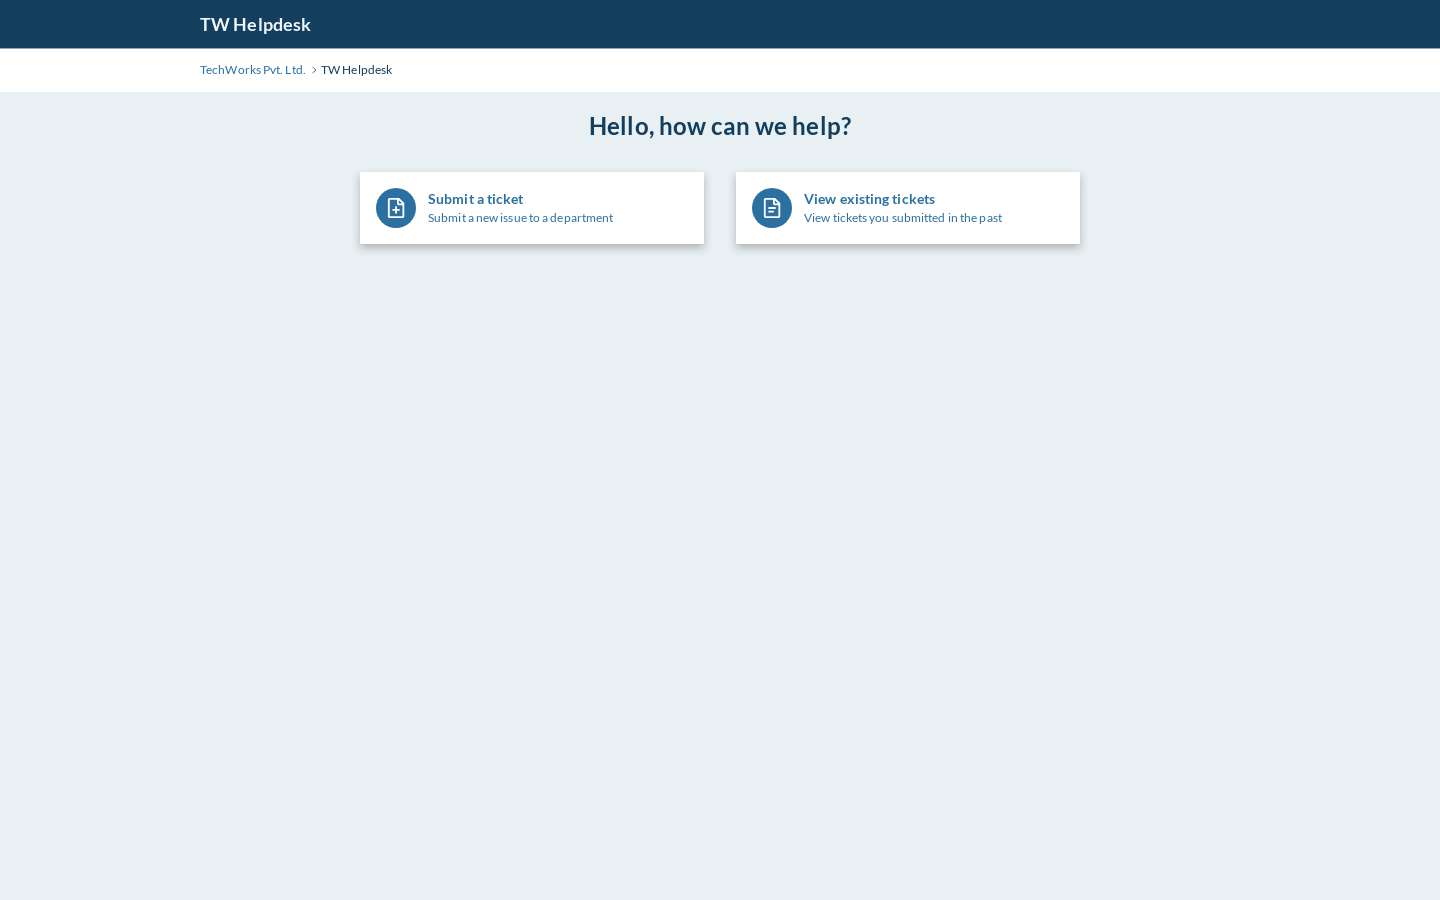 TW Helpdesk
TechWorks Pvt. Ltd. > TW Helpdesk
Hello, how can we help?
Submit a ticket
Submit a new issue to a department
View existing tickets
View tickets you submitted in the past